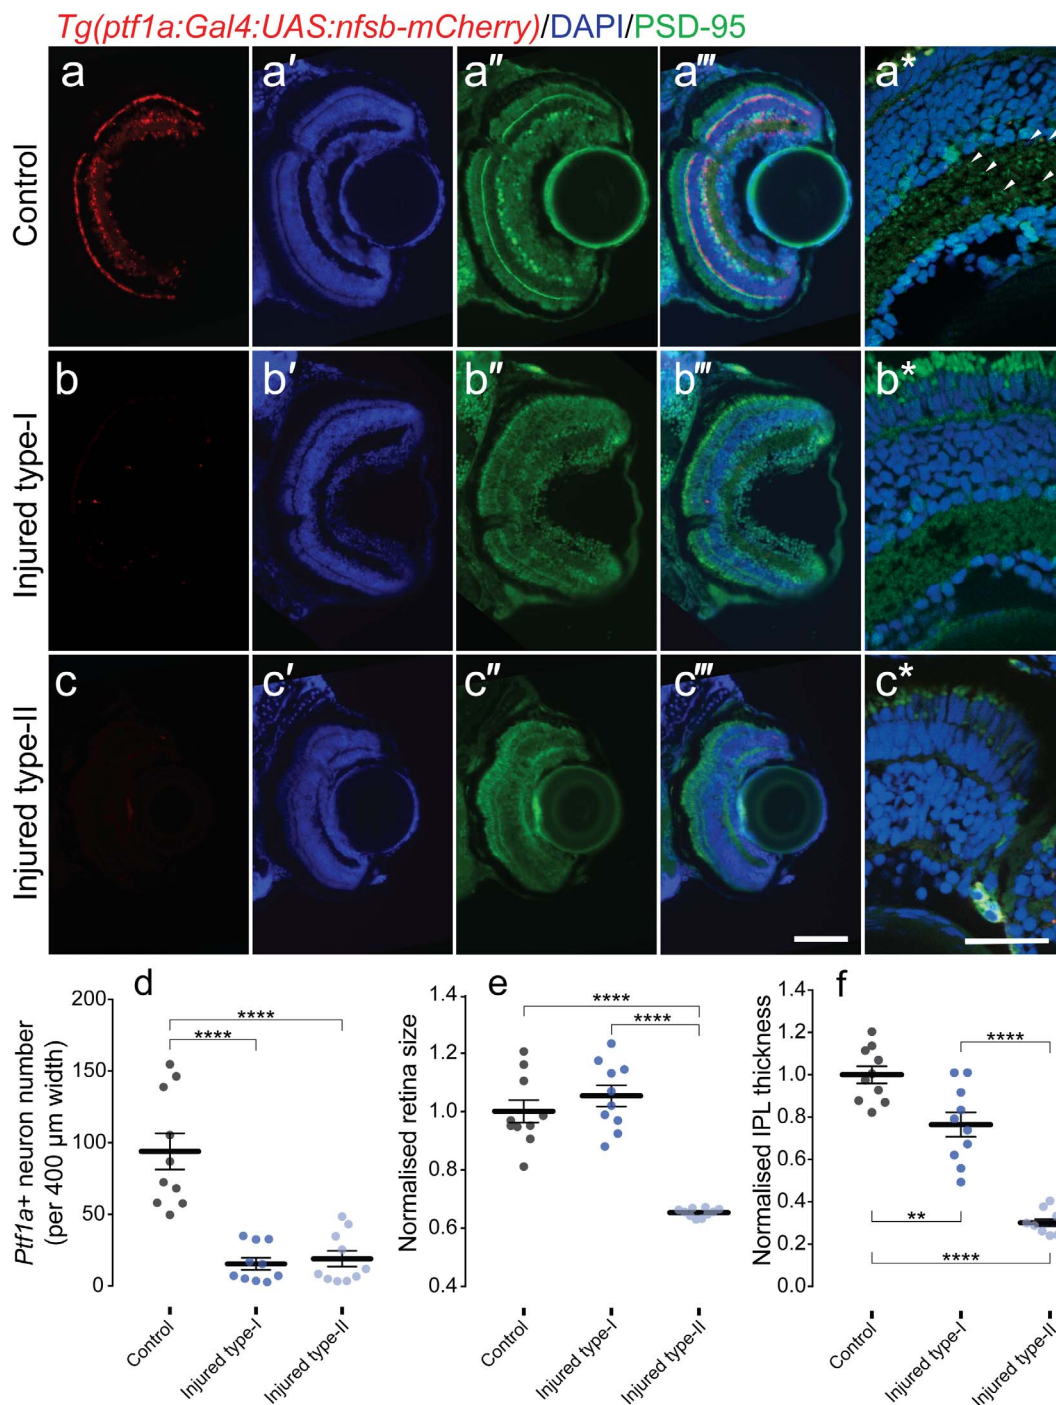 Tg(ptf1a:Gal4:UAS:nfsb-mCherry)/DAPI/PSD-95
Control
a
a′
a″
a‴
a*
Injured type-I
b
b′
b″
b‴
b*
Injured type-II
c
c′
c″
c‴
c*
d
Ptf1a+ neuron number
(per 400 µm width)
200
150
100
50
0
****
****
Control
Injured type-I
Injured type-II
e
Normalised retina size
1.4
1.2
1.0
0.8
0.6
0.4
****
****
Control
Injured type-I
Injured type-II
f
Normalised IPL thickness
1.4
1.2
1.0
0.8
0.6
0.4
0.2
0.0
****
**
****
Control
Injured type-I
Injured type-II